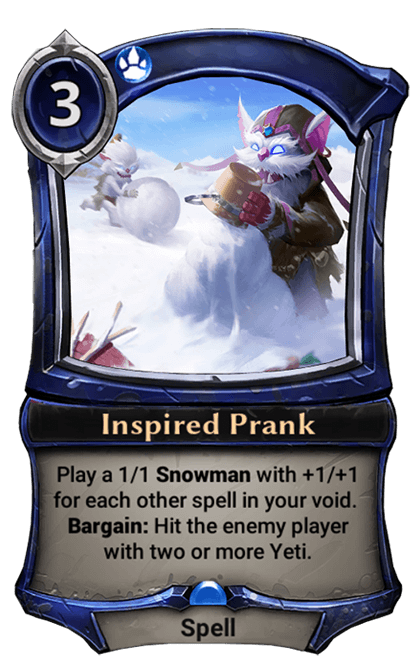 3
Inspired Prank
Play a 1/1 Snowman with +1/+1
for each other spell in your void.
Bargain: Hit the enemy player
with two or more Yeti.
Spell